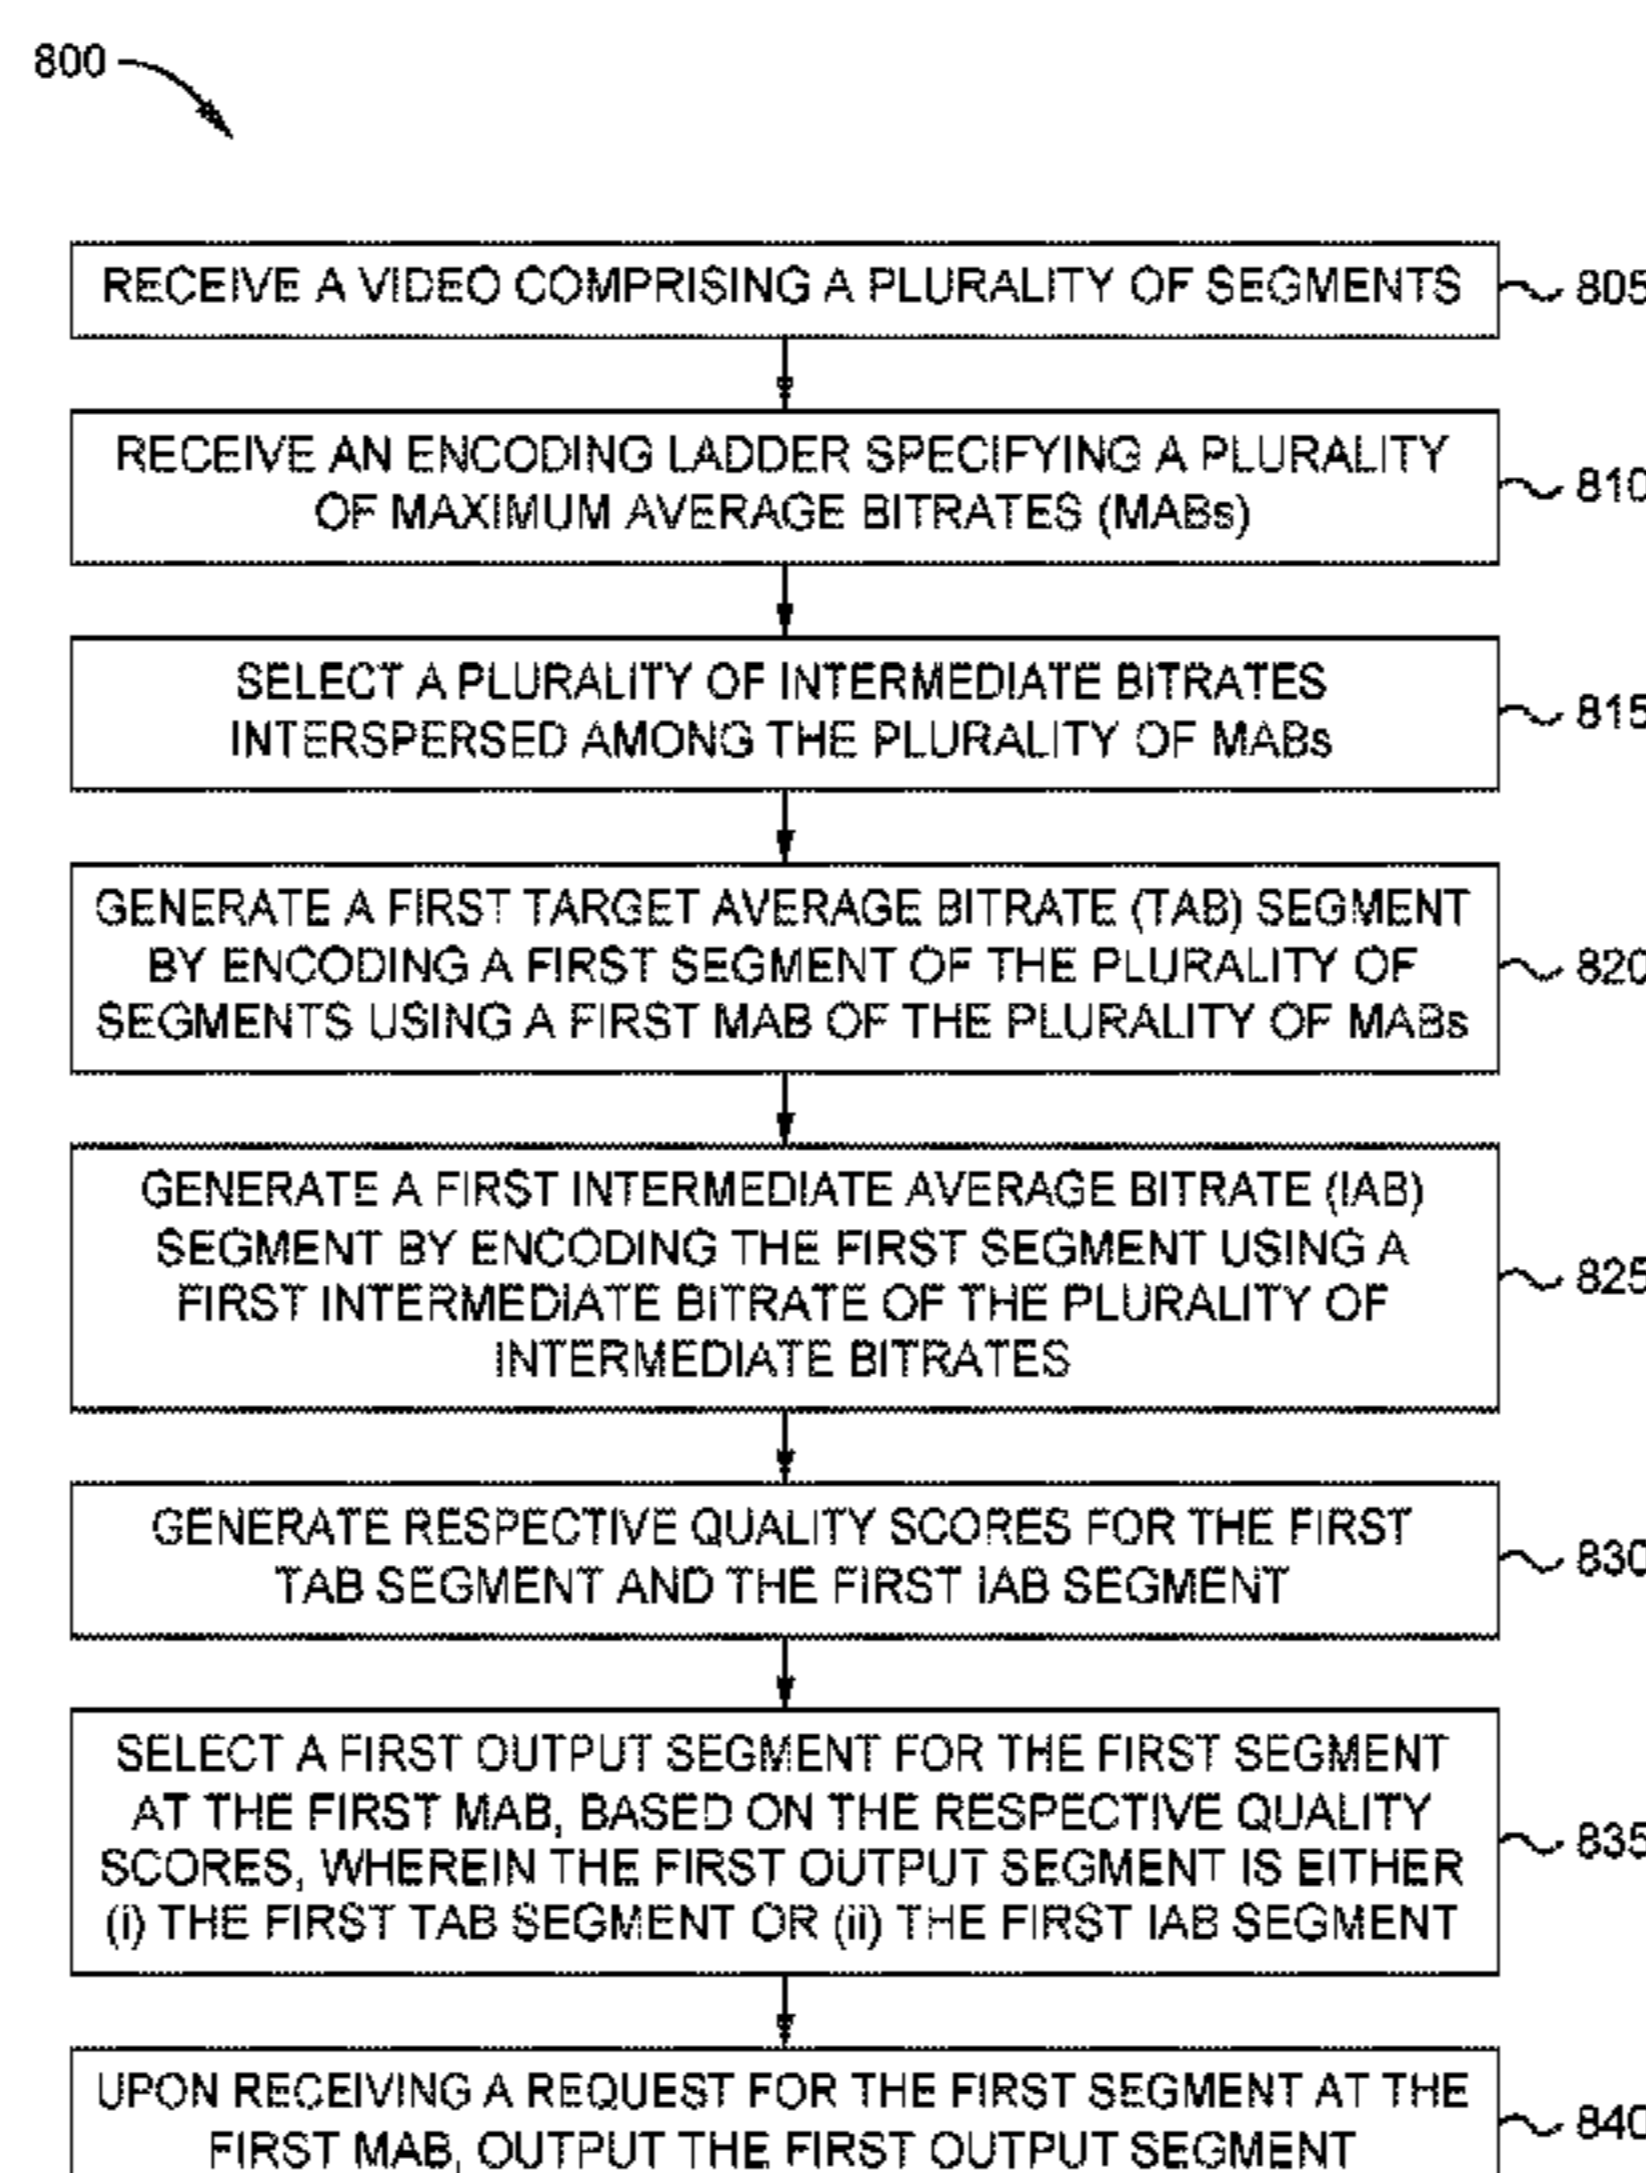 800
RECEIVE A VIDEO COMPRISING A PLURALITY OF SEGMENTS
805
RECEIVE AN ENCODING LADDER SPECIFYING A PLURALITY
OF MAXIMUM AVERAGE BITRATES (MABs)
810
SELECT A PLURALITY OF INTERMEDIATE BITRATES
INTERSPERSED AMONG THE PLURALITY OF MABs
815
GENERATE A FIRST TARGET AVERAGE BITRATE (TAB) SEGMENT
BY ENCODING A FIRST SEGMENT OF THE PLURALITY OF
SEGMENTS USING A FIRST MAB OF THE PLURALITY OF MABs
820
GENERATE A FIRST INTERMEDIATE AVERAGE BITRATE (IAB)
SEGMENT BY ENCODING THE FIRST SEGMENT USING A
FIRST INTERMEDIATE BITRATE OF THE PLURALITY OF
INTERMEDIATE BITRATES
825
GENERATE RESPECTIVE QUALITY SCORES FOR THE FIRST
TAB SEGMENT AND THE FIRST IAB SEGMENT
830
SELECT A FIRST OUTPUT SEGMENT FOR THE FIRST SEGMENT
AT THE FIRST MAB, BASED ON THE RESPECTIVE QUALITY
SCORES, WHEREIN THE FIRST OUTPUT SEGMENT IS EITHER
(i) THE FIRST TAB SEGMENT OR (ii) THE FIRST IAB SEGMENT
835
UPON RECEIVING A REQUEST FOR THE FIRST SEGMENT AT THE
FIRST MAB, OUTPUT THE FIRST OUTPUT SEGMENT
840